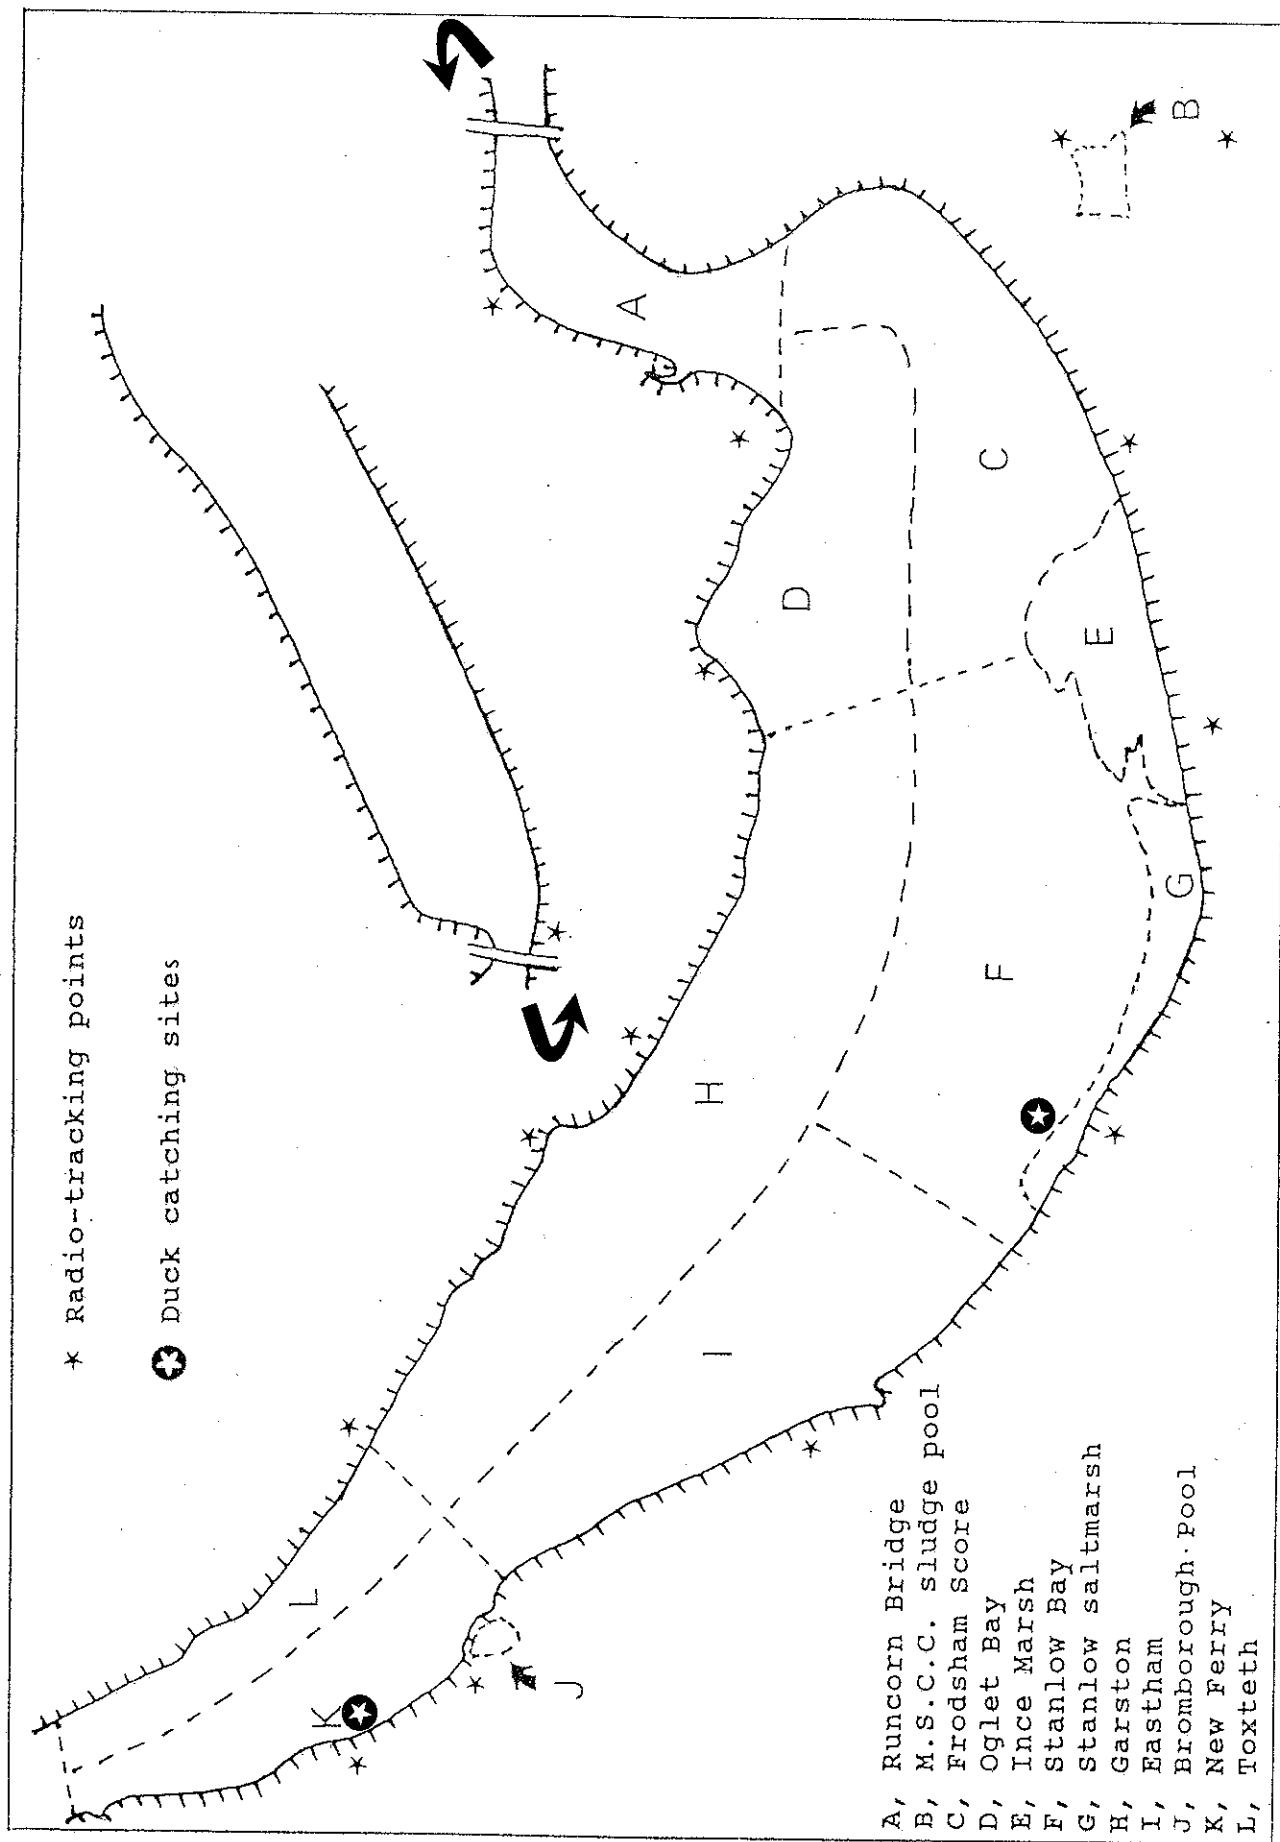 * Radio-tracking points
Duck catching sites
A
B
C
D
E
F
G
H
I
J
K
L
A, Runcorn Bridge
B, M.S.C.C. sludge pool
C, Frodsham Score
D, Oglet Bay
E, Ince Marsh
F, Stanlow Bay
G, Stanlow saltmarsh
H, Garston
I, Eastham
J, Bromborough Pool
K, New Ferry
L, Toxteth